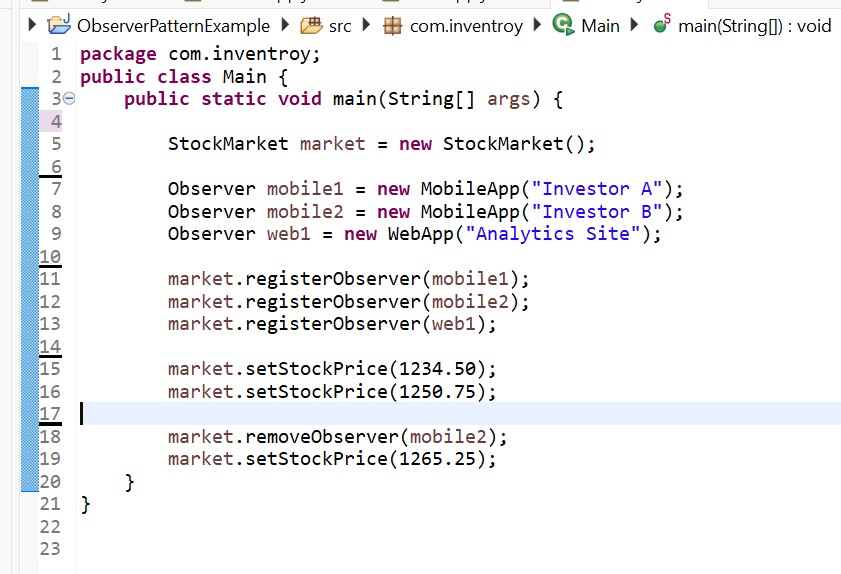 ObserverPatternExample src com.inventroy Main main(String[]) : void
1 package com.inventroy;
2 public class Main {
3 public static void main(String[] args) {
4
5 StockMarket market = new StockMarket();
6
7 Observer mobile1 = new MobileApp("Investor A");
8 Observer mobile2 = new MobileApp("Investor B");
9 Observer web1 = new WebApp("Analytics Site");
10
11 market.registerObserver(mobile1);
12 market.registerObserver(mobile2);
13 market.registerObserver(web1);
14
15 market.setStockPrice(1234.50);
16 market.setStockPrice(1250.75);
17
18 market.removeObserver(mobile2);
19 market.setStockPrice(1265.25);
20 }
21 }
22
23